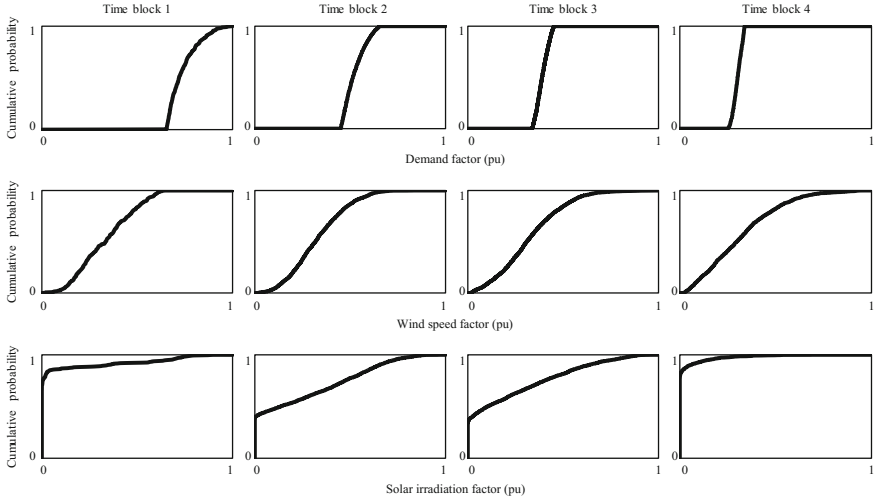 Time block 1 Time block 2 Time block 3 Time block 4
Cumulative probability
1 1 1 1
0 0 0 0
0 1 0 1 0 1 0 1
Demand factor (pu)
Cumulative probability
1 1 1 1
0 0 0 0
0 1 0 1 0 1 0 1
Wind speed factor (pu)
Cumulative probability
1 1 1 1
0 0 0 0
0 1 0 1 0 1 0 1
Solar irradiation factor (pu)